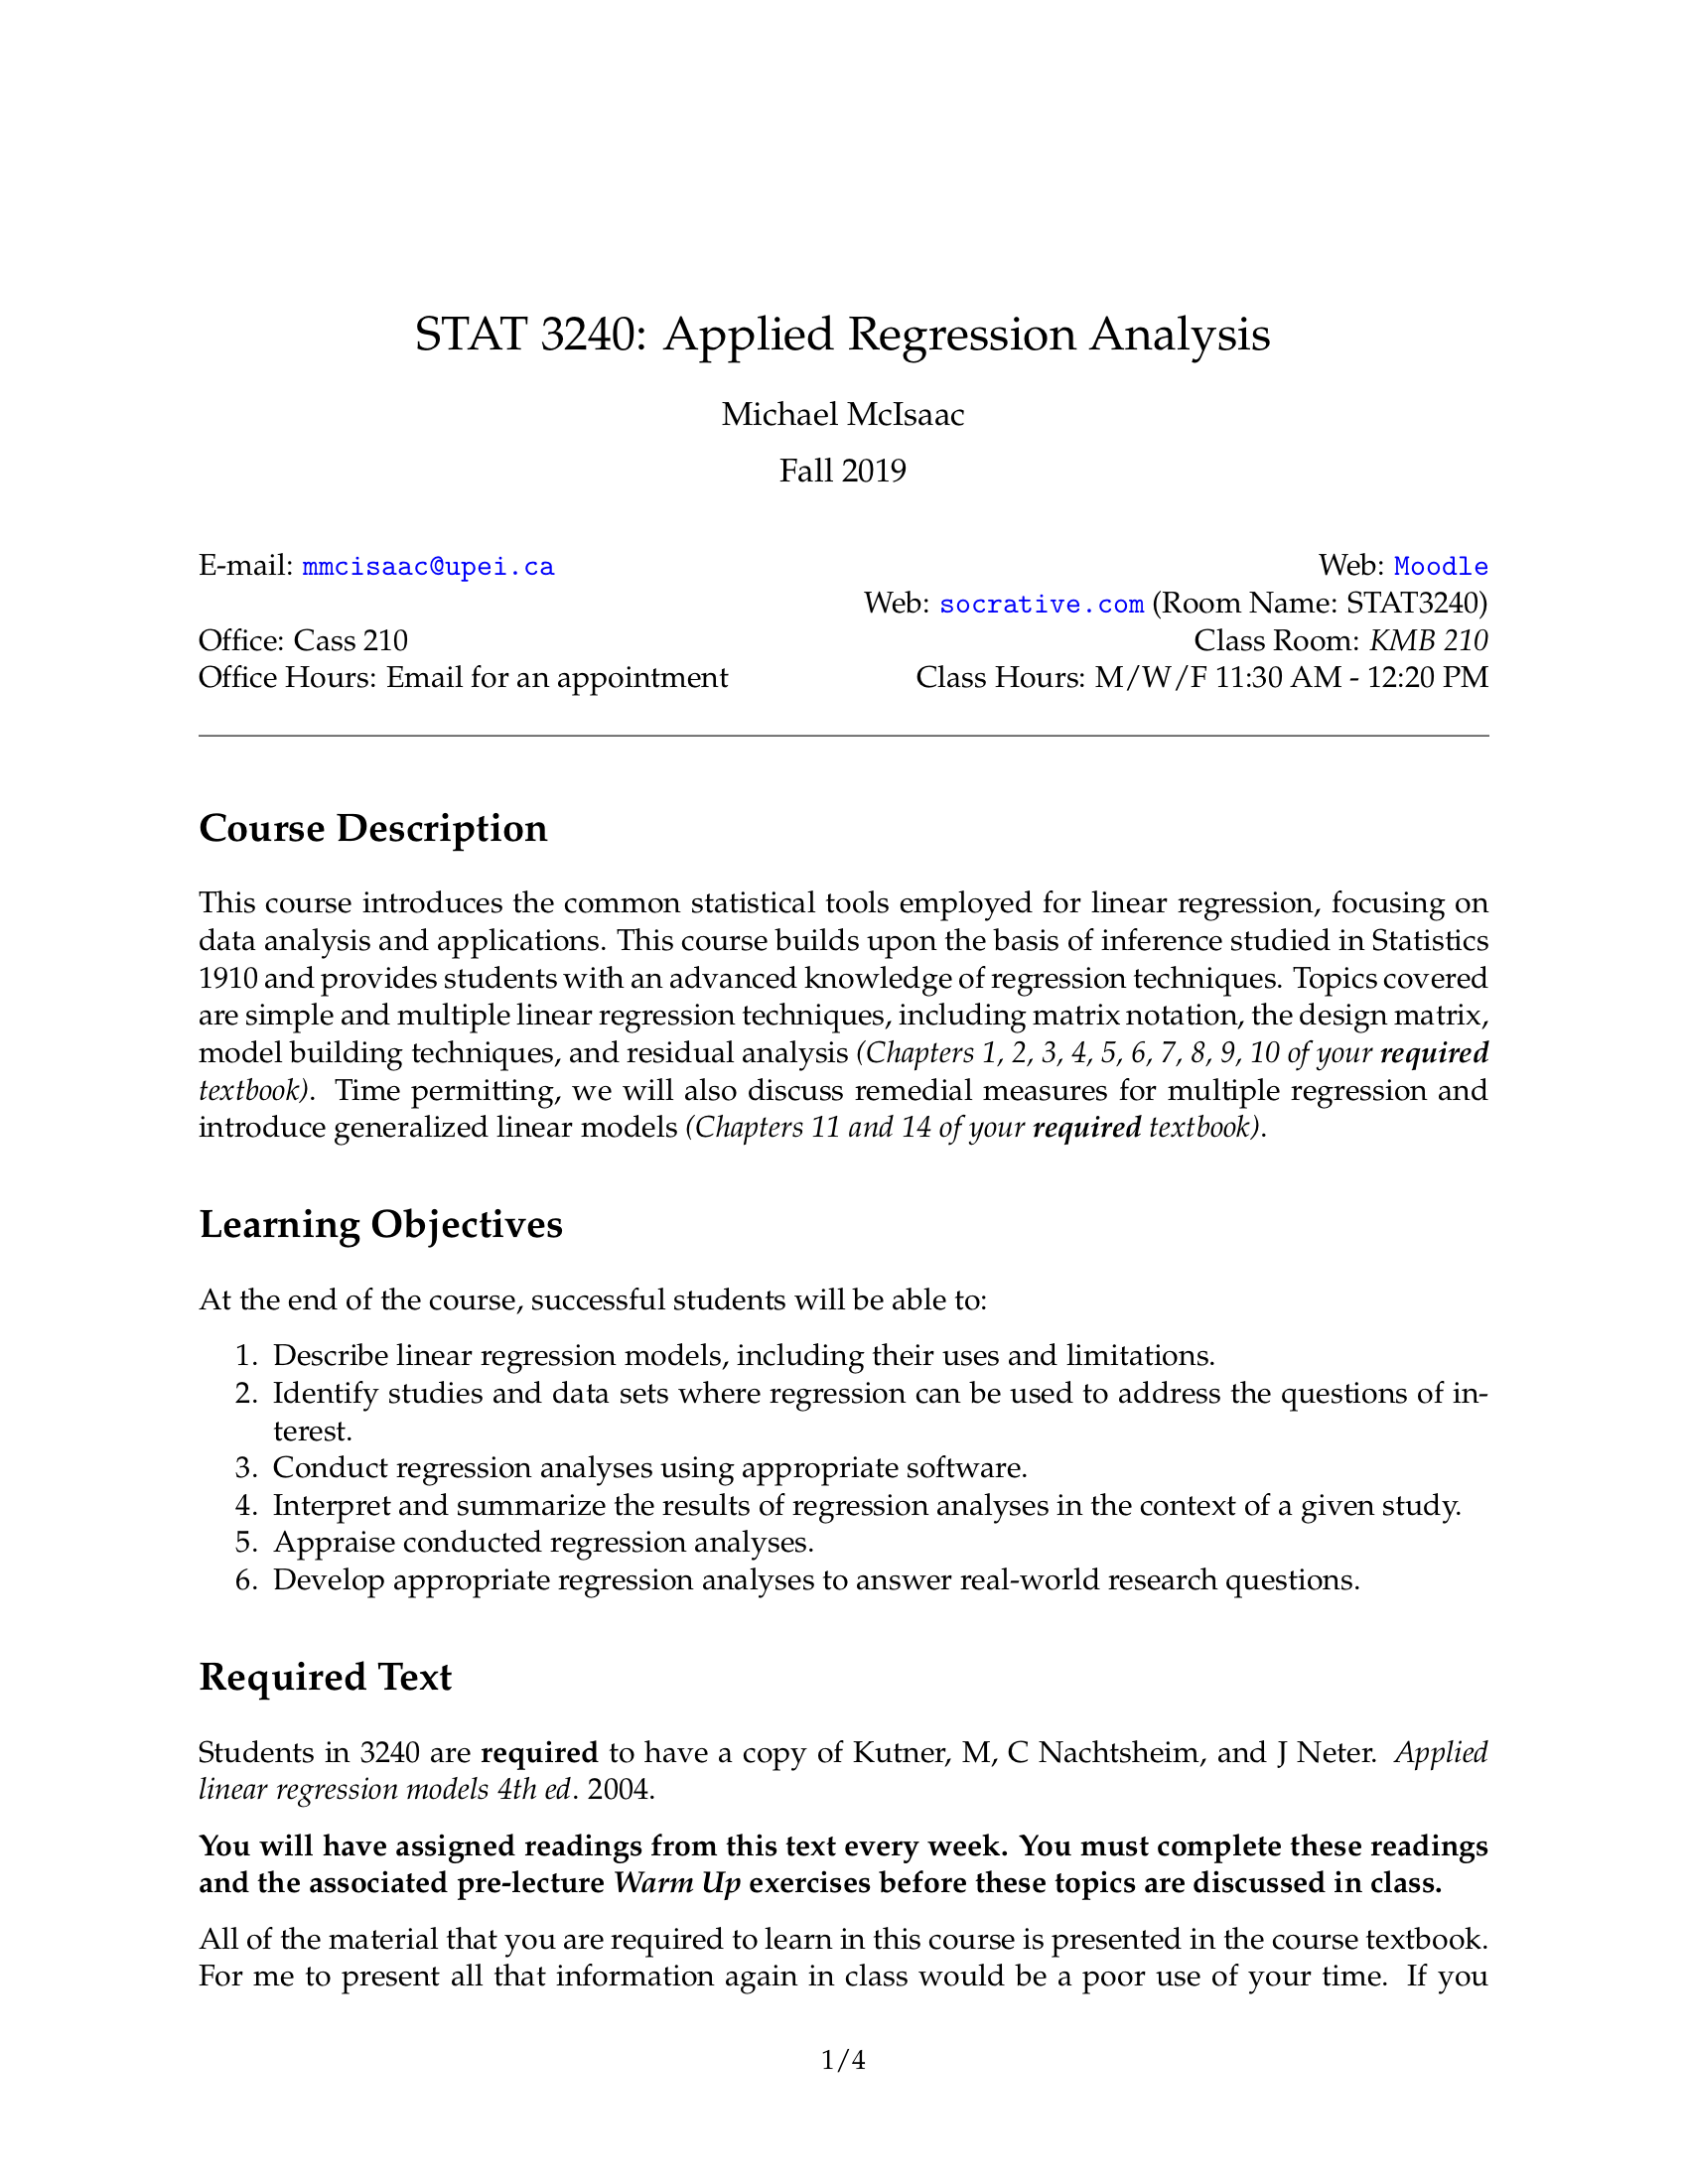 STAT 3240: Applied Regression Analysis
Michael McIsaac
Fall 2019
E-mail: mmcisaac@upei.ca
Web: Moodle
Web: socrative.com (Room Name: STAT3240)
Office: Cass 210
Class Room: KMB 210
Office Hours: Email for an appointment
Class Hours: M/W/F 11:30 AM - 12:20 PM
Course Description
This course introduces the common statistical tools employed for linear regression, focusing on
data analysis and applications. This course builds upon the basis of inference studied in Statistics
1910 and provides students with an advanced knowledge of regression techniques. Topics covered
are simple and multiple linear regression techniques, including matrix notation, the design matrix,
model building techniques, and residual analysis (Chapters 1, 2, 3, 4, 5, 6, 7, 8, 9, 10 of your required
textbook). Time permitting, we will also discuss remedial measures for multiple regression and
introduce generalized linear models (Chapters 11 and 14 of your required textbook).
Learning Objectives
At the end of the course, successful students will be able to:
1. Describe linear regression models, including their uses and limitations.
2. Identify studies and data sets where regression can be used to address the questions of in-
terest.
3. Conduct regression analyses using appropriate software.
4. Interpret and summarize the results of regression analyses in the context of a given study.
5. Appraise conducted regression analyses.
6. Develop appropriate regression analyses to answer real-world research questions.
Required Text
Students in 3240 are required to have a copy of Kutner, M, C Nachtsheim, and J Neter. Applied
linear regression models 4th ed. 2004.
You will have assigned readings from this text every week. You must complete these readings
and the associated pre-lecture Warm Up exercises before these topics are discussed in class.
All of the material that you are required to learn in this course is presented in the course textbook.
For me to present all that information again in class would be a poor use of your time. If you
1/4